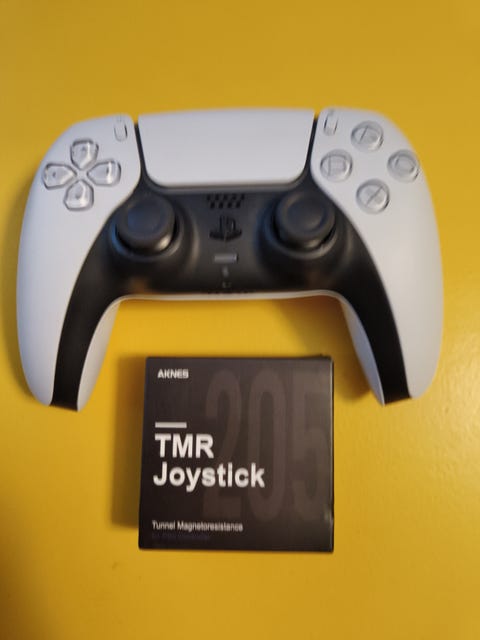 AKNES
205
TMR
Joystick
Tunnel Magnetoresistance